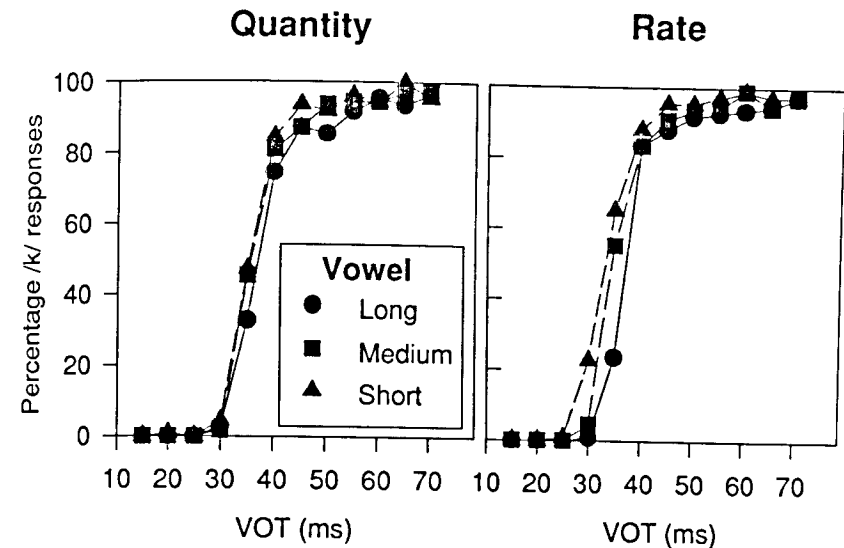 Quantity
Rate
Percentage /k/ responses
100
80
60
40
20
0
Vowel
Long
Medium
Short
10 20 30 40 50 60 70
10 20 30 40 50 60 70
VOT (ms)
VOT (ms)